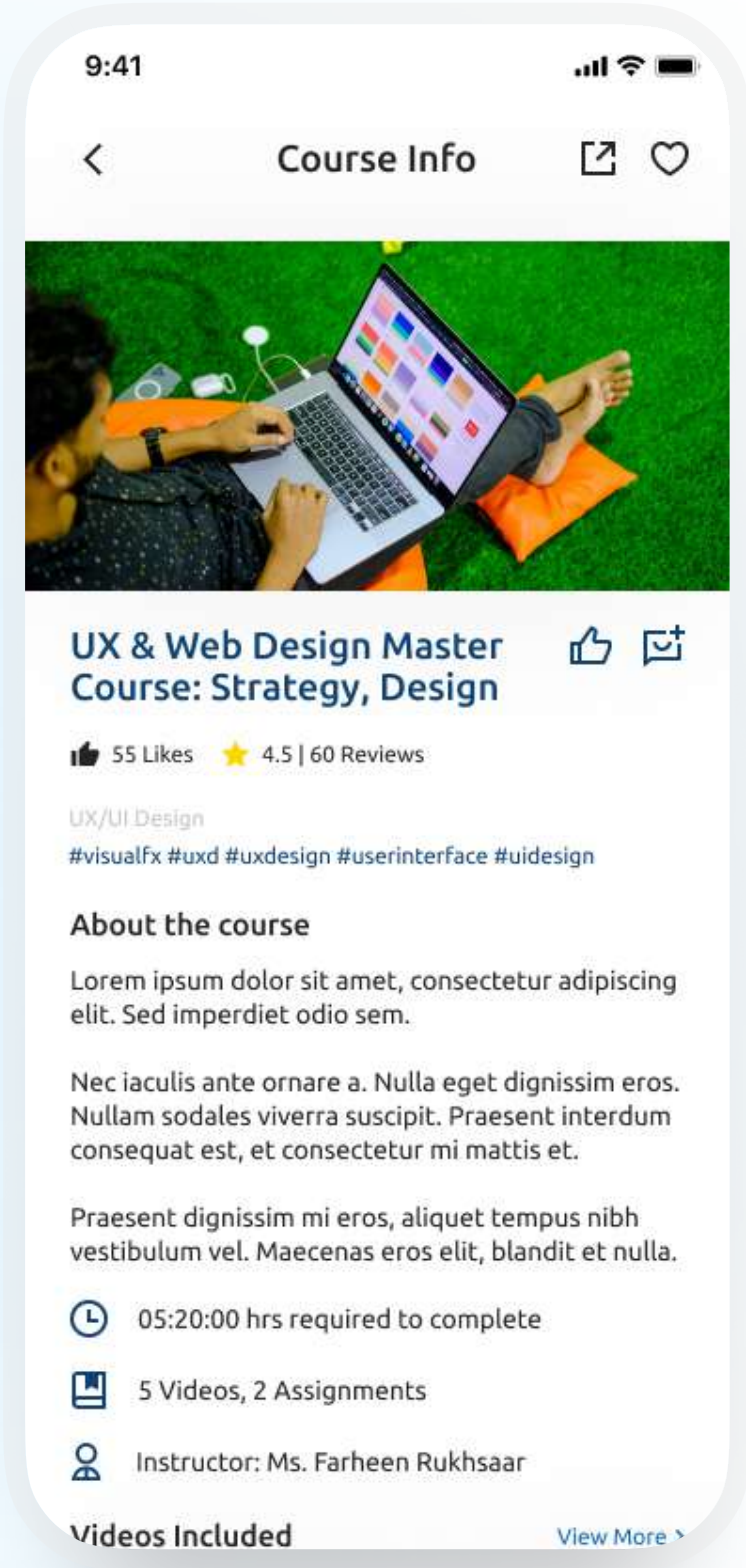 9:41
Course Info
UX & Web Design Master
Course: Strategy, Design
55 Likes 4.5 | 60 Reviews
UX/UI Design
#visualfx #uxd #uxdesign #userinterface #uidesign
About the course
Lorem ipsum dolor sit amet, consectetur adipiscing
elit. Sed imperdiet odio sem.
Nec iaculis ante ornare a. Nulla eget dignissim eros.
Nullam sodales viverra suscipit. Praesent interdum
consequat est, et consectetur mi mattis et.
Praesent dignissim mi eros, aliquet tempus nibh
vestibulum vel. Maecenas eros elit, blandit et nulla.
05:20:00 hrs required to complete
5 Videos, 2 Assignments
Instructor: Ms. Farheen Rukhsaar
Videos Included View More >